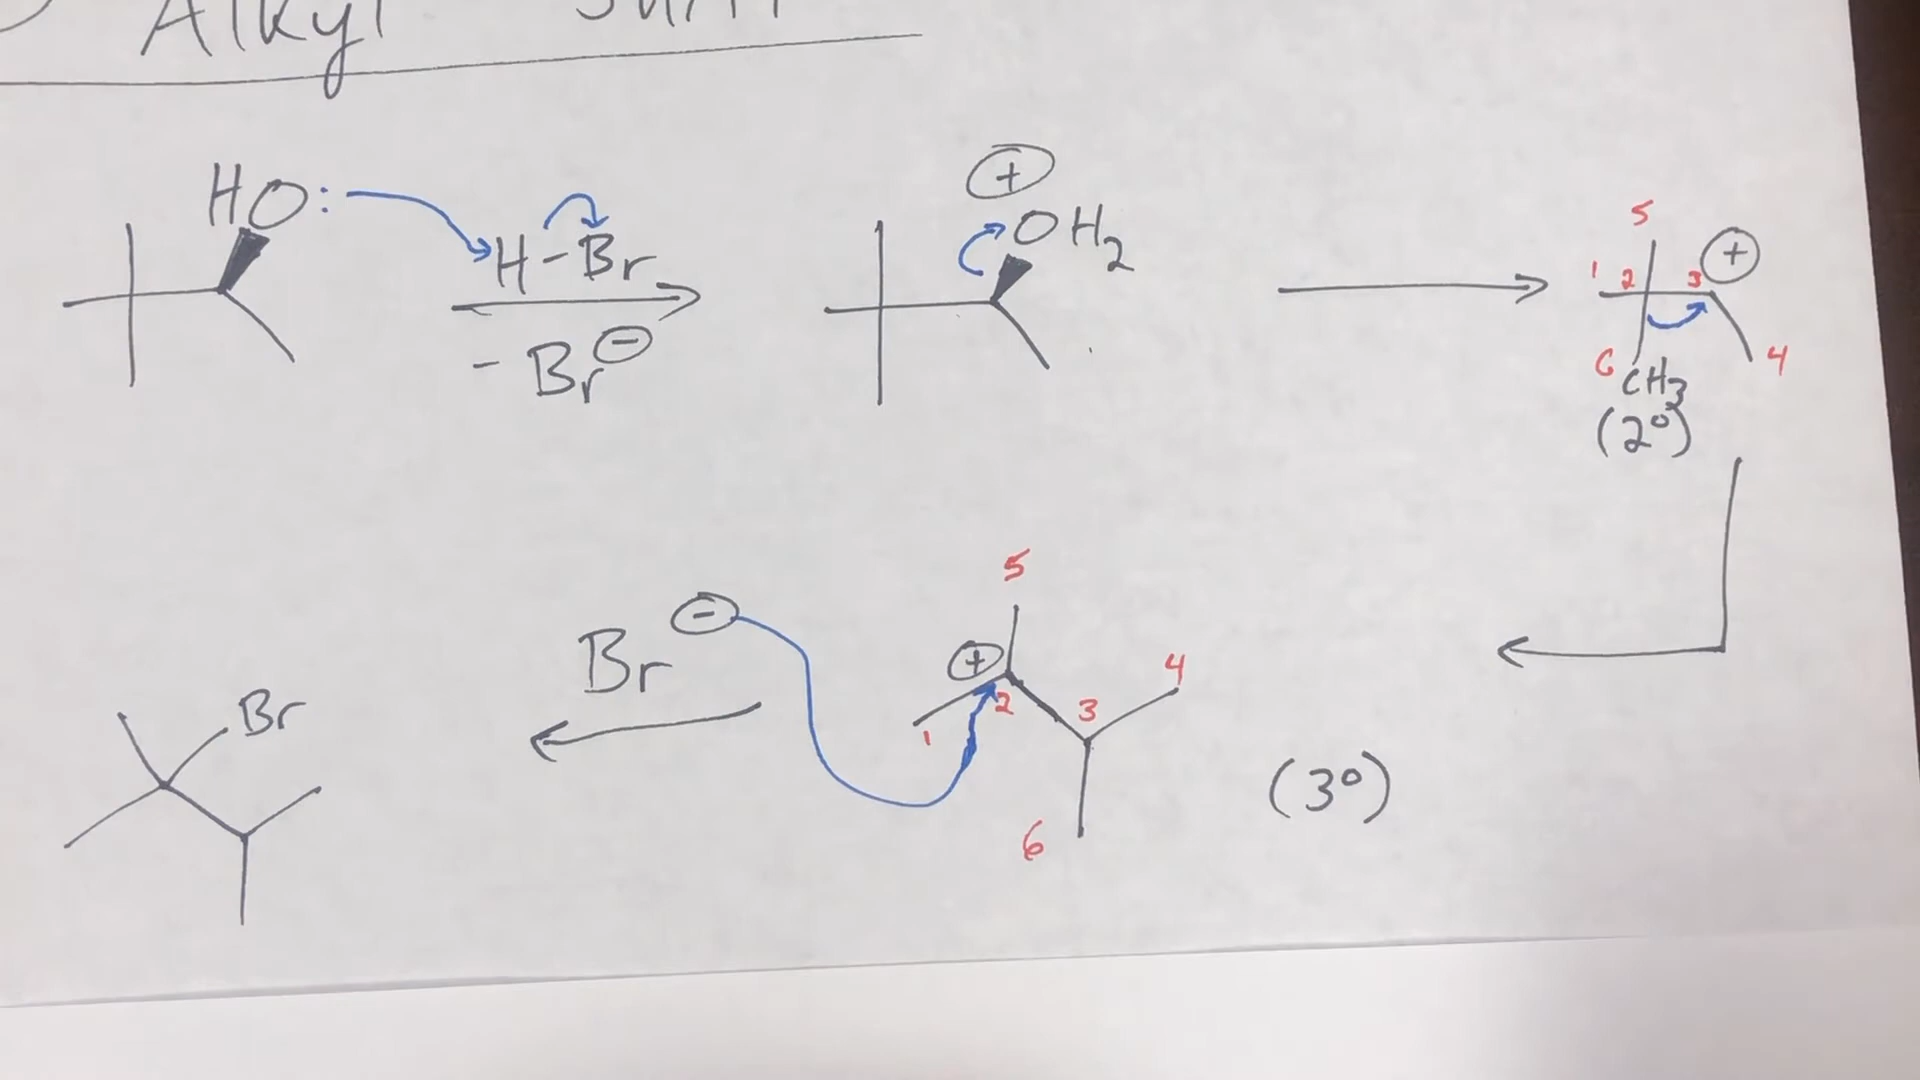 Alkyl
HO:
H-Br
- Br ⊖
⊕
OH2
5
1 2 3 ⊕
6 CH3 4
(2°)
5
Br ⊖
⊕ 2 3 4
1
6
(3°)
Br